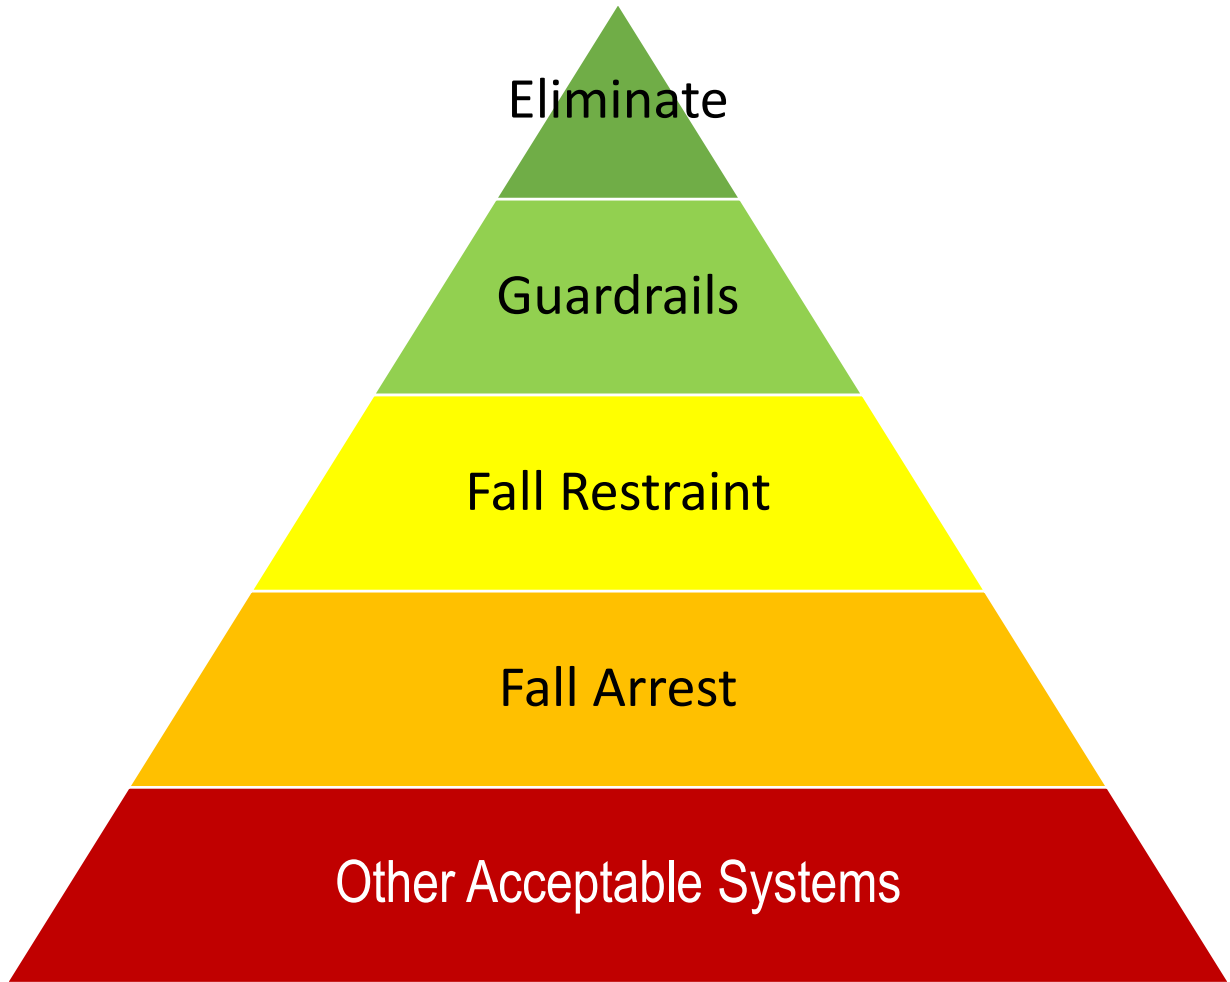 Eliminate
Guardrails
Fall Restraint
Fall Arrest
Other Acceptable Systems